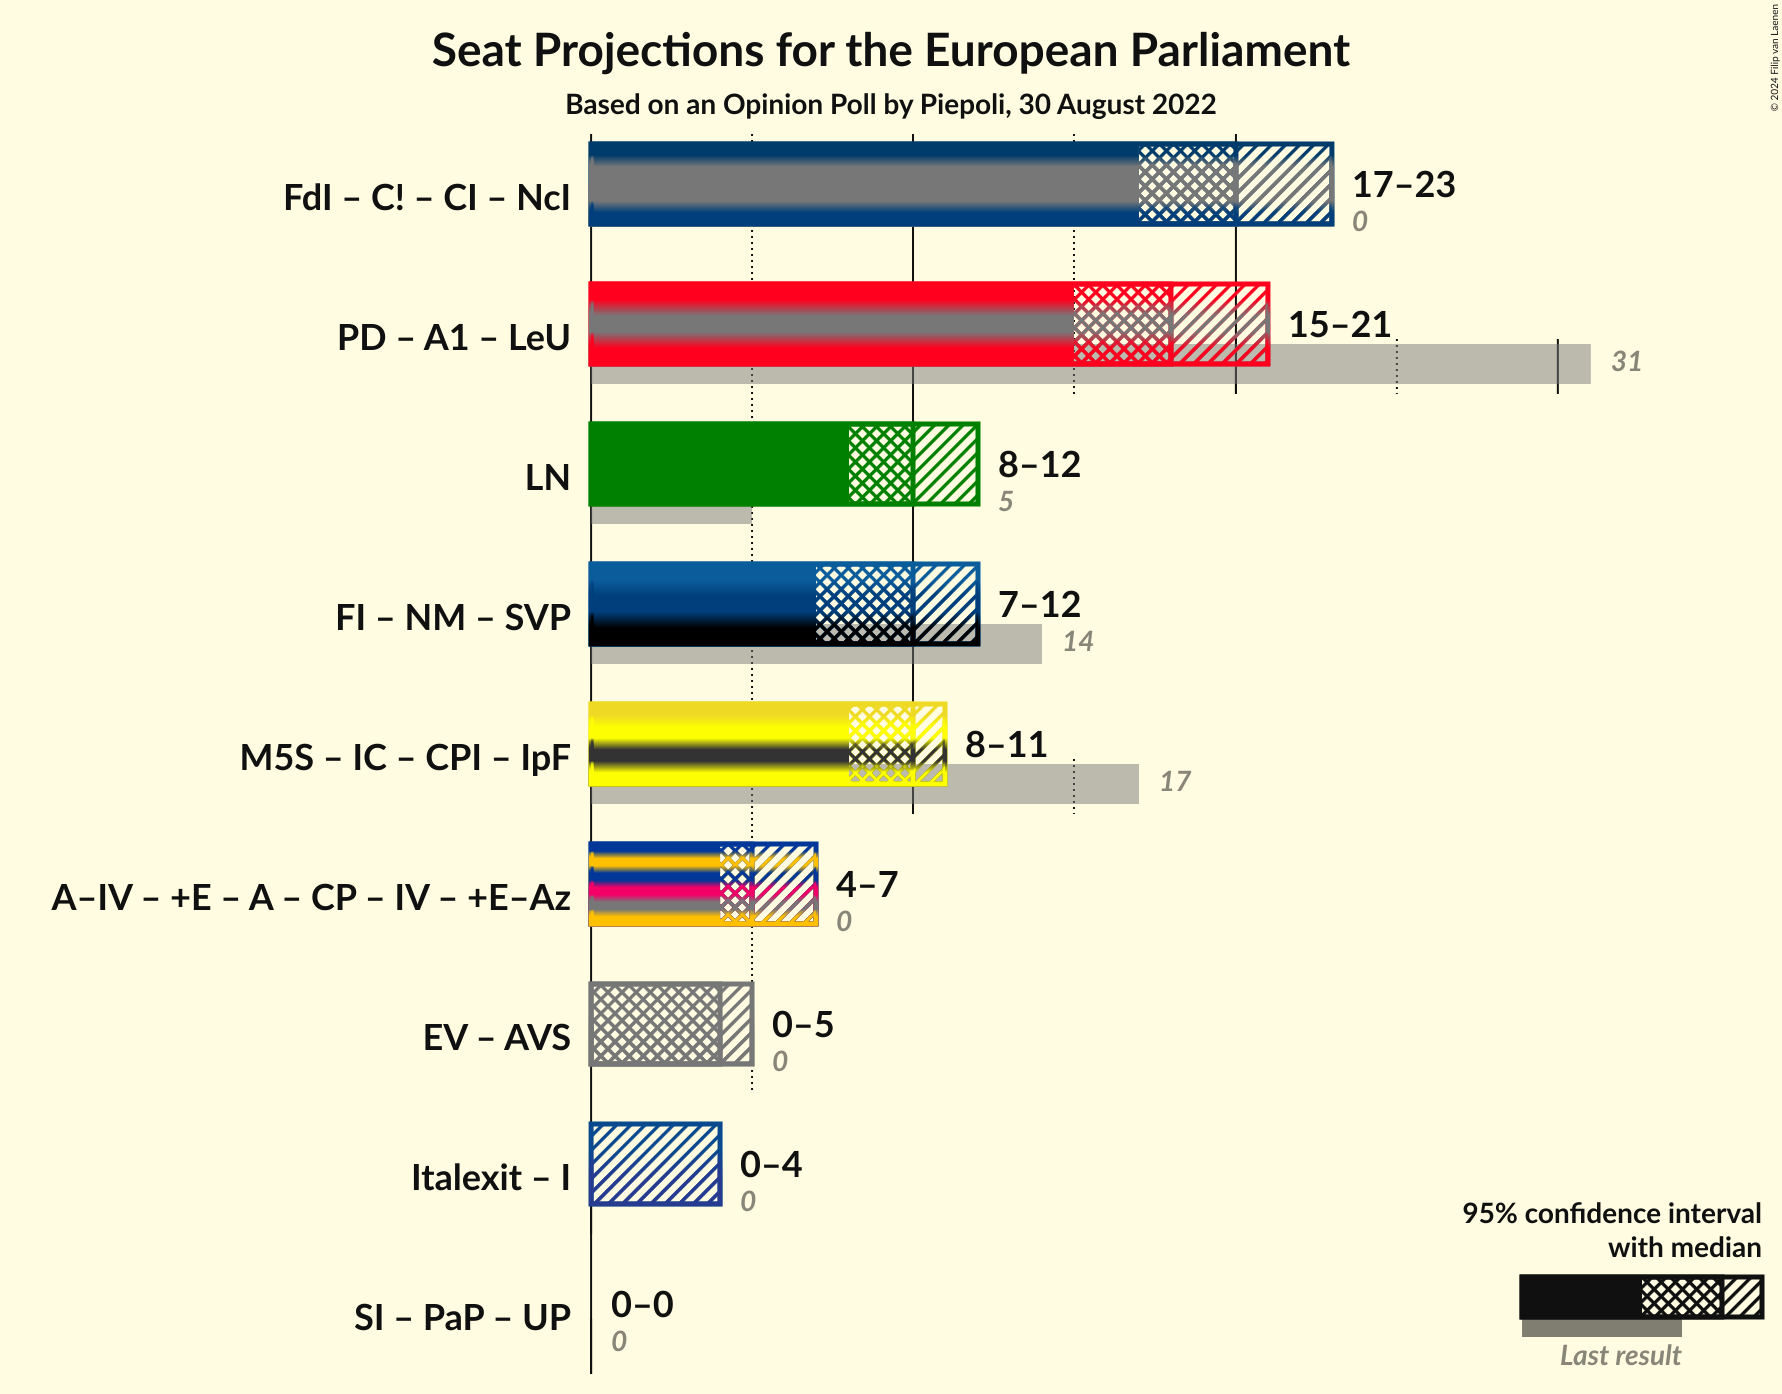 Seat Projections for the European Parliament
Based on an Opinion Poll by Piepoli, 30 August 2022
© 2024 Filip van Laenen
FdI – C! – CI – NcI
17–23
0
PD – A1 – LeU
15–21
31
LN
8–12
5
FI – NM – SVP
7–12
14
M5S – IC – CPI – IpF
8–11
17
A–IV – +E – A – CP – IV – +E–Az
4–7
0
EV – AVS
0–5
0
Italexit – I
0–4
0
SI – PaP – UP
0–0
0
95% confidence interval
with median
Last result